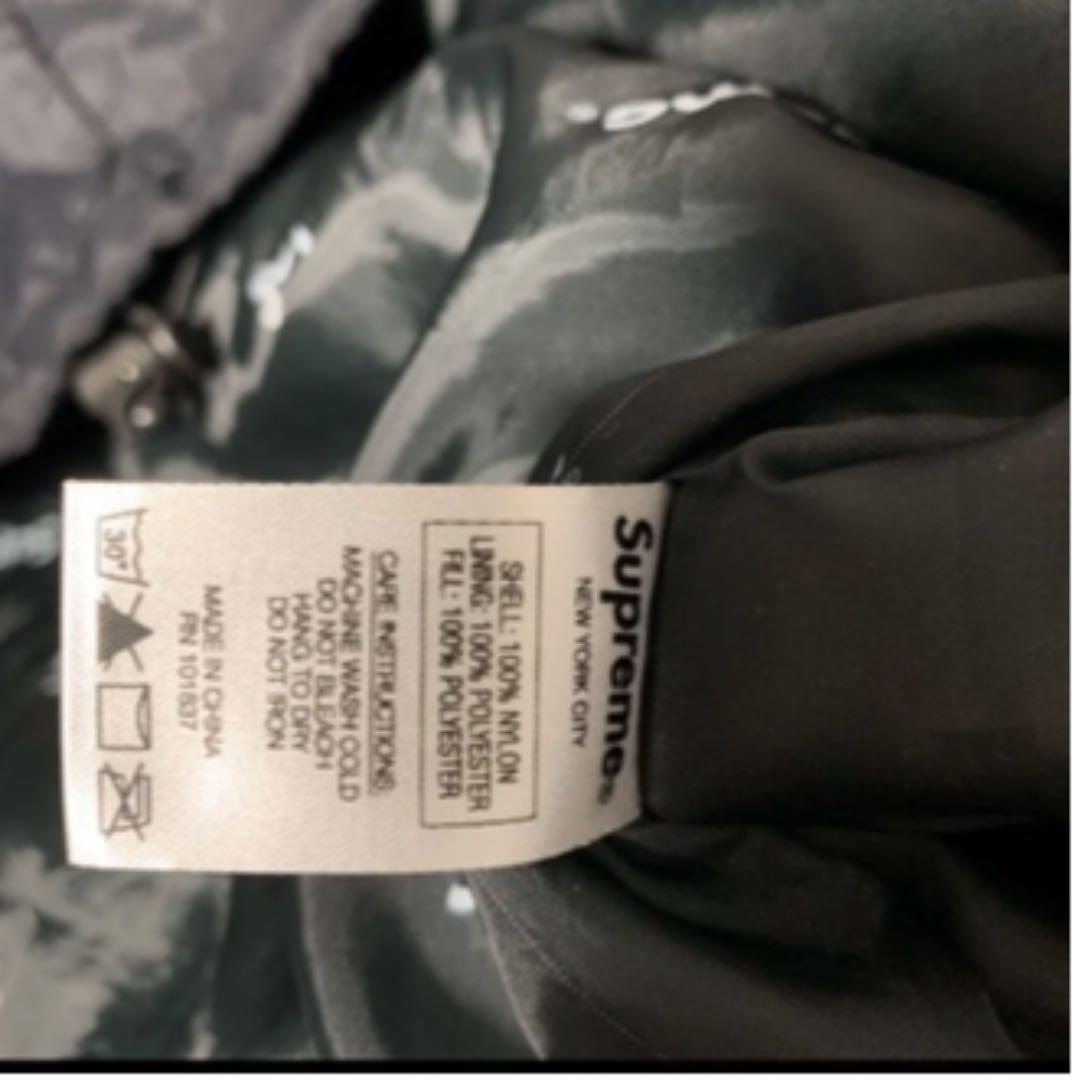 Supreme®
NEW YORK CITY
SHELL: 100% NYLON
LINING: 100% POLYESTER
FILL: 100% POLYESTER
CARE INSTRUCTIONS:
MACHINE WASH COLD
DO NOT BLEACH
HANG TO DRY
DO NOT IRON
MADE IN CHINA
RN 101837
30°